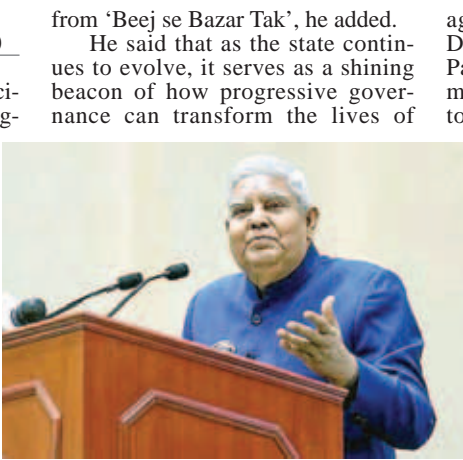 from ‘Beej se Bazar Tak’, he added.
He said that as the state contin-
ues to evolve, it serves as a shining
beacon of how progressive gover-
nance can transform the lives of